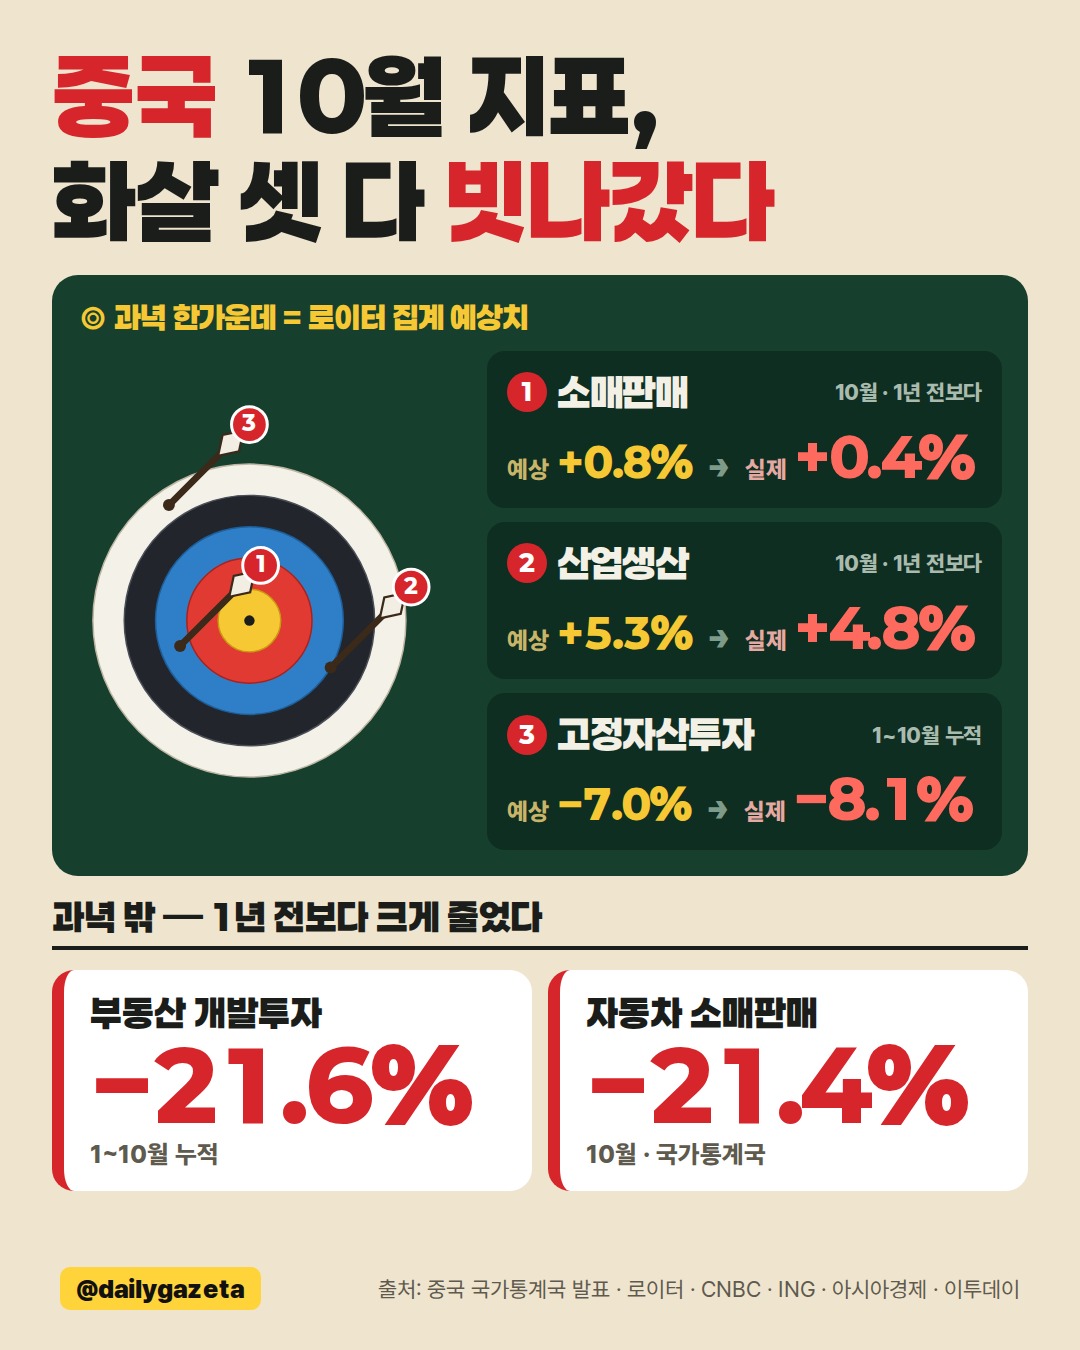 중국 10월 지표,
화살 셋 다 빗나갔다
◎ 과녁 한가운데 = 로이터 집계 예상치
3
1
2
1 소매판매 10월 · 1년 전보다
예상 +0.8% → 실제 +0.4%
2 산업생산 10월 · 1년 전보다
예상 +5.3% → 실제 +4.8%
3 고정자산투자 1~10월 누적
예상 −7.0% → 실제 −8.1%
과녁 밖 — 1년 전보다 크게 줄었다
부동산 개발투자
−21.6%
1~10월 누적
자동차 소매판매
−21.4%
10월 · 국가통계국
@dailygazeta
출처: 중국 국가통계국 발표 · 로이터 · CNBC · ING · 아시아경제 · 이투데이